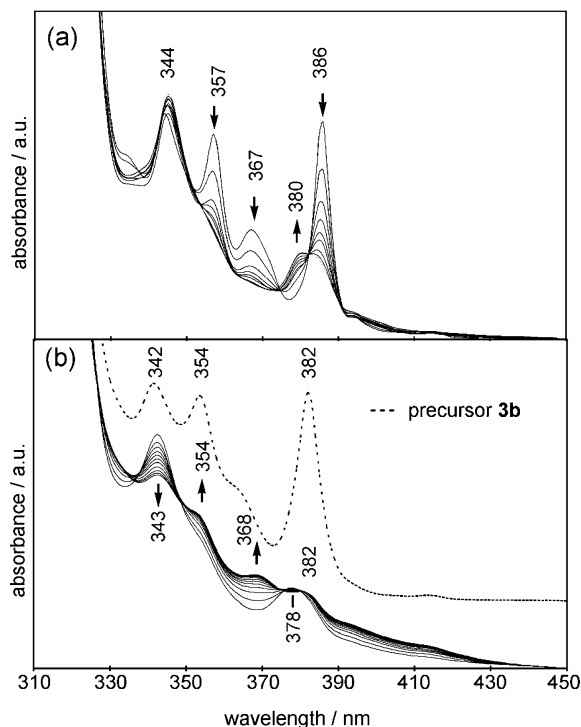 (a)
344
357
367
380
386
absorbance / a.u.
(b)
342
354
382
precursor 3b
343
354
368
378
382
absorbance / a.u.
310 330 350 370 390 410 430 450
wavelength / nm